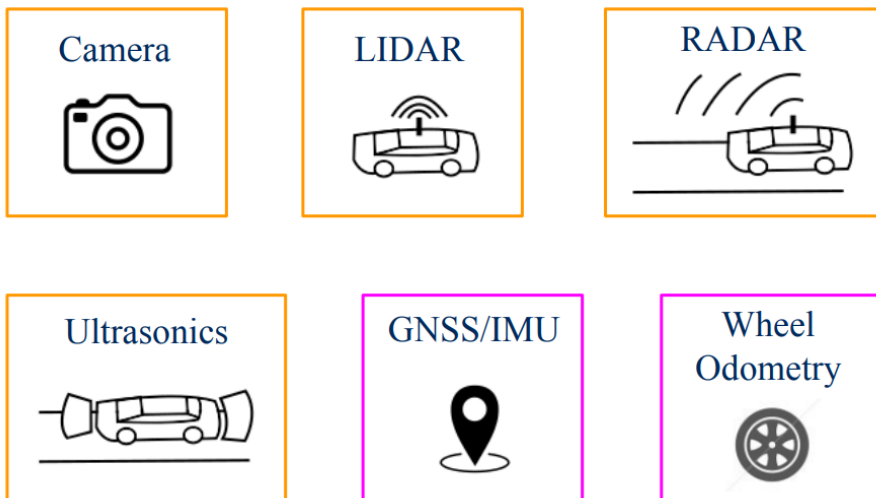 Camera
LIDAR
RADAR
Ultrasonics
GNSS/IMU
Wheel
Odometry